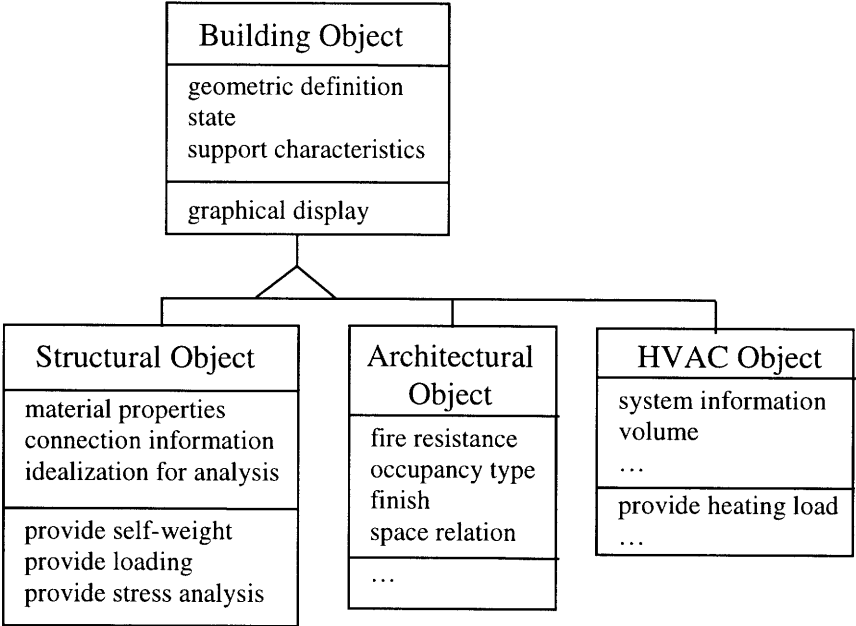 Building Object
geometric definition
state
support characteristics
graphical display
Structural Object
material properties
connection information
idealization for analysis
provide self-weight
provide loading
provide stress analysis
Architectural
Object
fire resistance
occupancy type
finish
space relation
...
HVAC Object
system information
volume
...
provide heating load
...